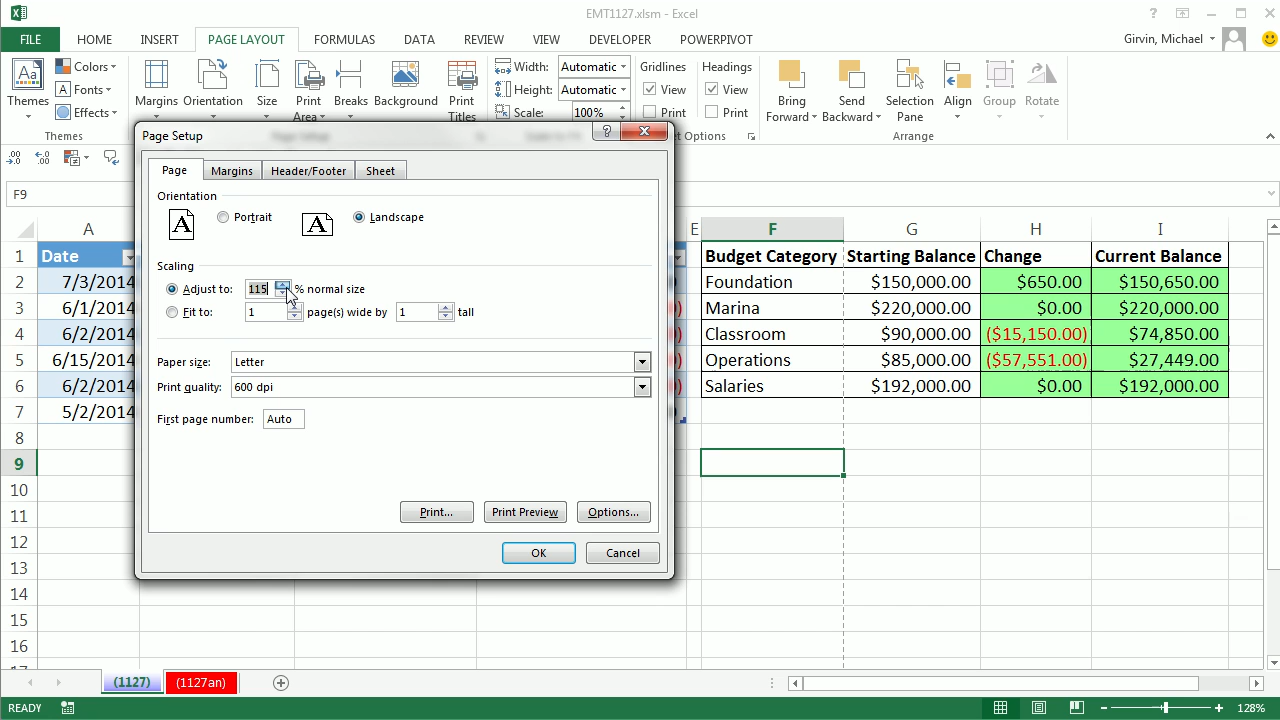 EMT1127.xlsm - Excel
FILE HOME INSERT PAGE LAYOUT FORMULAS DATA REVIEW VIEW DEVELOPER POWERPIVOT Girvin, Michael
Themes Colors Fonts Effects Margins Orientation Size Print Area Breaks Background Print Titles Width: Automatic Height: Automatic Scale: 100% Gridlines View Print Headings View Print Bring Forward Send Backward Selection Pane Align Group Rotate
Themes Arrange
F9
Page Setup
Page Margins Header/Footer Sheet
Orientation
Portrait Landscape
Scaling
Adjust to: 115 % normal size
Fit to: 1 page(s) wide by 1 tall
Paper size: Letter
Print quality: 600 dpi
First page number: Auto
Print... Print Preview Options...
OK Cancel
A E F G H I
1 Date Budget Category Starting Balance Change Current Balance
2 7/3/2014 Foundation $150,000.00 $650.00 $150,650.00
3 6/1/2014 Marina $220,000.00 $0.00 $220,000.00
4 6/2/2014 Classroom $90,000.00 ($15,150.00) $74,850.00
5 6/15/2014 Operations $85,000.00 ($57,551.00) $27,449.00
6 6/2/2014 Salaries $192,000.00 $0.00 $192,000.00
7 5/2/2014
8
9
10
11
12
13
14
15
16
(1127) (1127an)
READY 128%